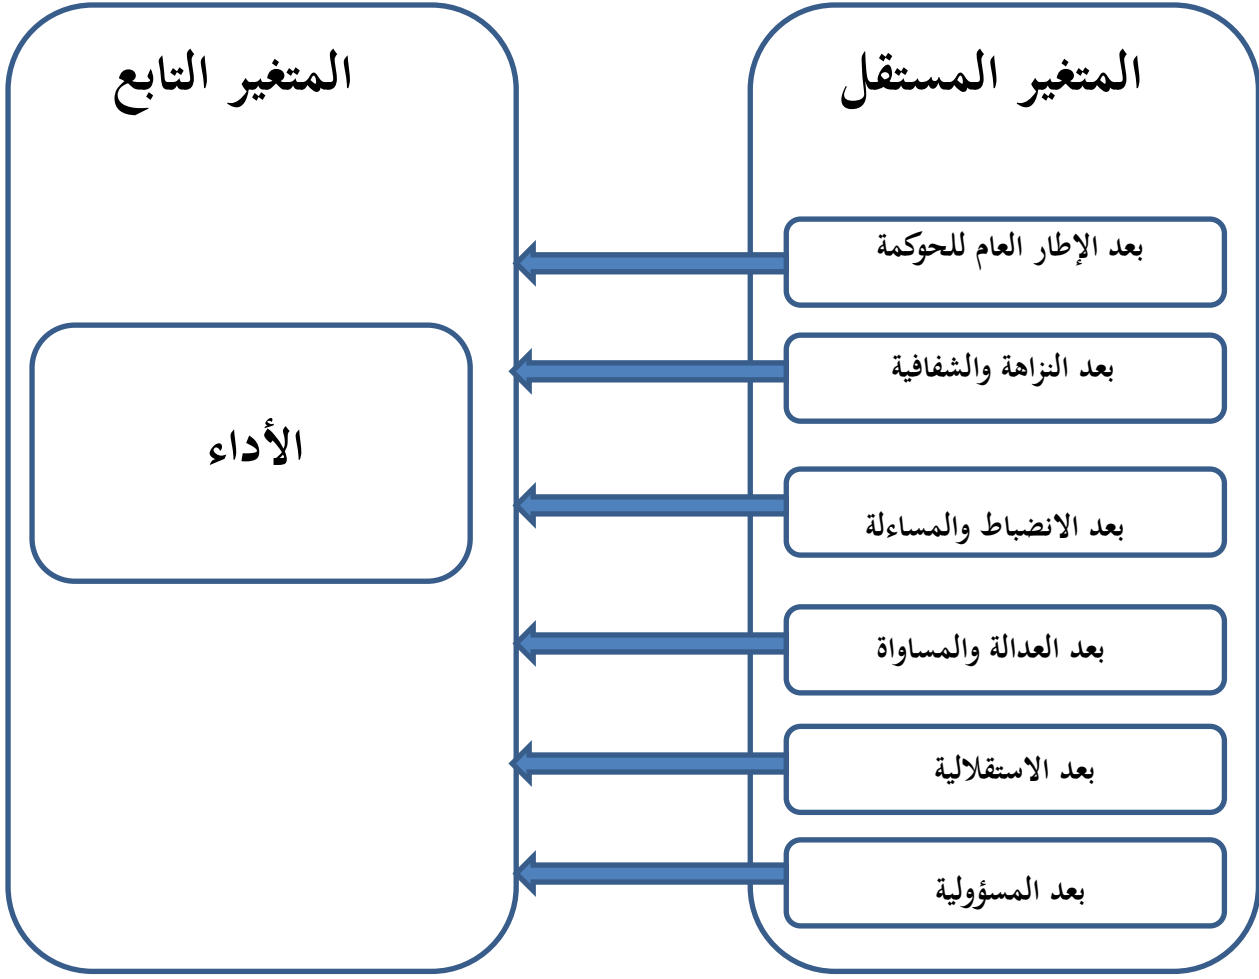 المتغير المستقل
المتغير التابع
بعد الإطار العام للحوكمة
بعد النزاهة والشفافية
بعد الانضباط والمساءلة
بعد العدالة والمساواة
بعد الاستقلالية
بعد المسؤولية
الأداء